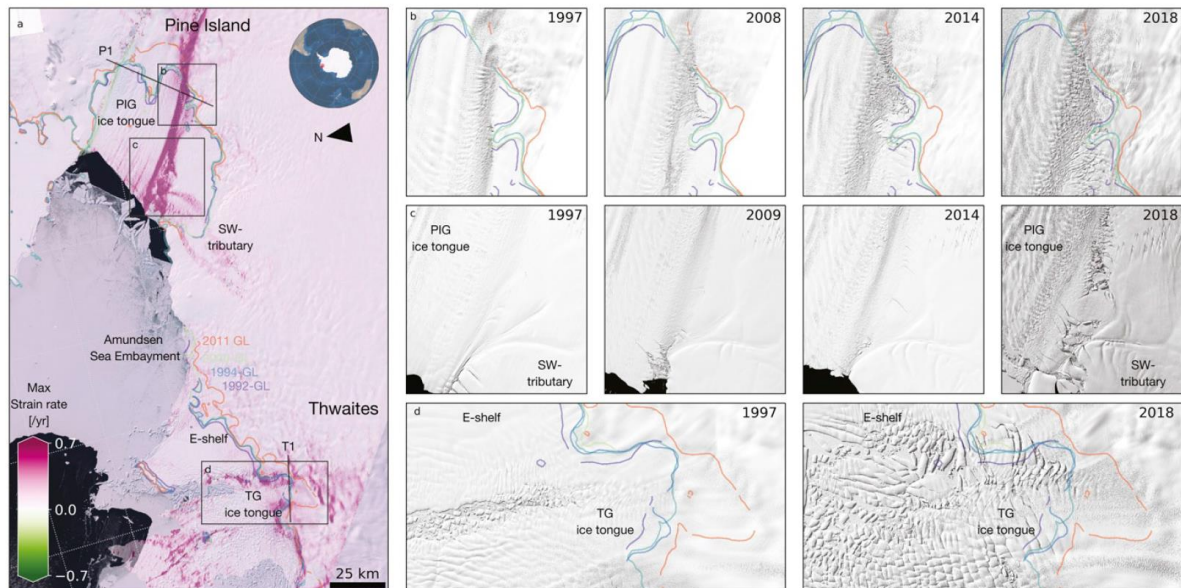 a
Pine Island
P1
b
PIG
ice tongue
N
c
SW-
tributary
Amundsen
Sea Embayment
2011 GL
1994-GL
1992-GL
Max
Strain rate
[/yr]
Thwaites
E-shelf
0.7
T1
d
0.0
TG
ice tongue
-0.7
25 km
b
1997
2008
2014
2018
c
1997
2009
2014
2018
PIG
ice tongue
SW-
tributary
PIG
ice tongue
SW-
tributary
d
E-shelf
1997
TG
ice tongue
E-shelf
2018
TG
ice tongue